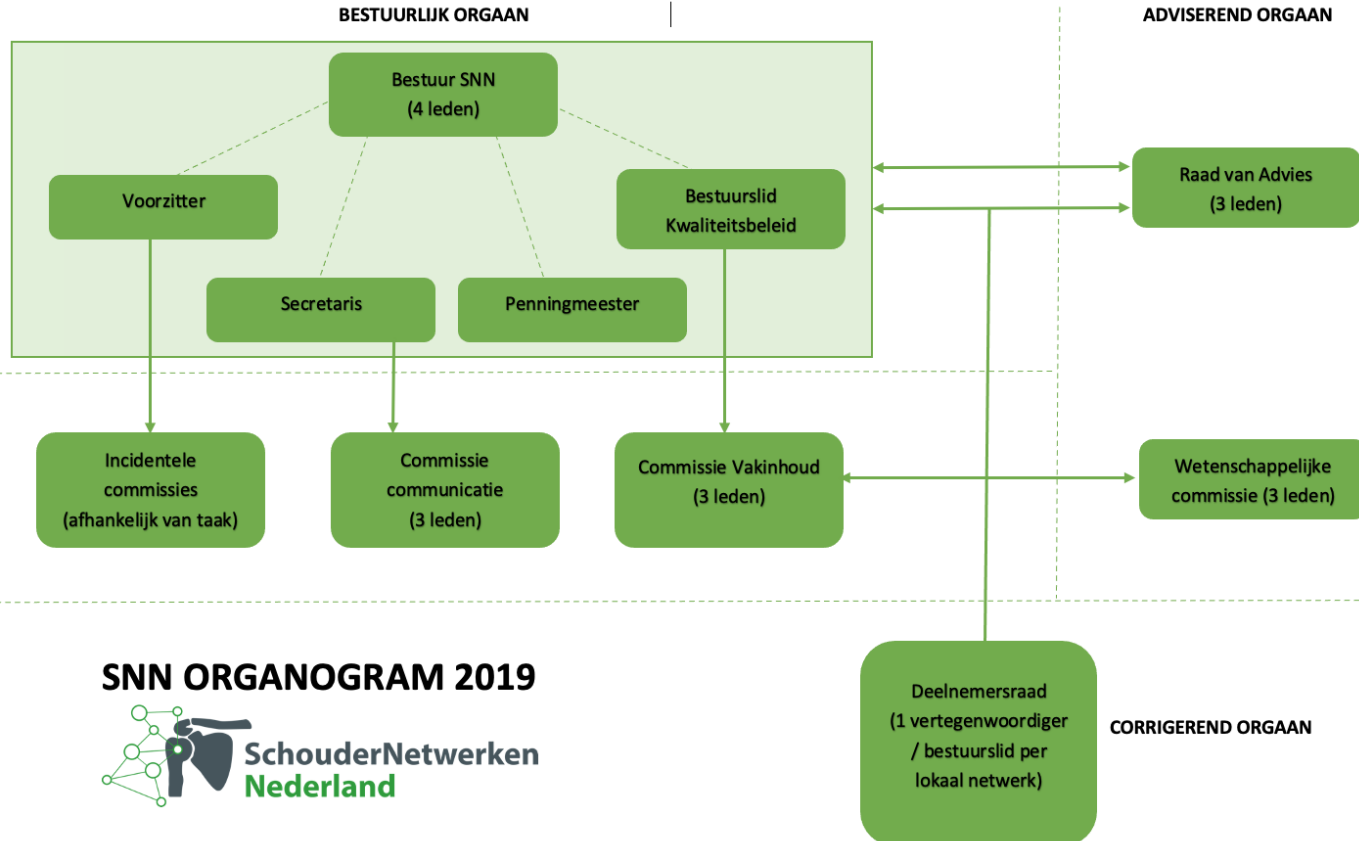 BESTUURLIJK ORGAAN
ADVISEREND ORGAAN
Bestuur SNN
(4 leden)
Voorzitter
Bestuurslid
Kwaliteitsbeleid
Raad van Advies
(3 leden)
Secretaris
Penningmeester
Incidentele
commissies
(afhankelijk van taak)
Commissie
communicatie
(3 leden)
Commissie Vakinhoud
(3 leden)
Wetenschappelijke
commissie (3 leden)
SNN ORGANOGRAM 2019
SchouderNetwerken
Nederland
Deelnemersraad
(1 vertegenwoordiger
/ bestuurslid per
lokaal netwerk)
CORRIGEREND ORGAAN